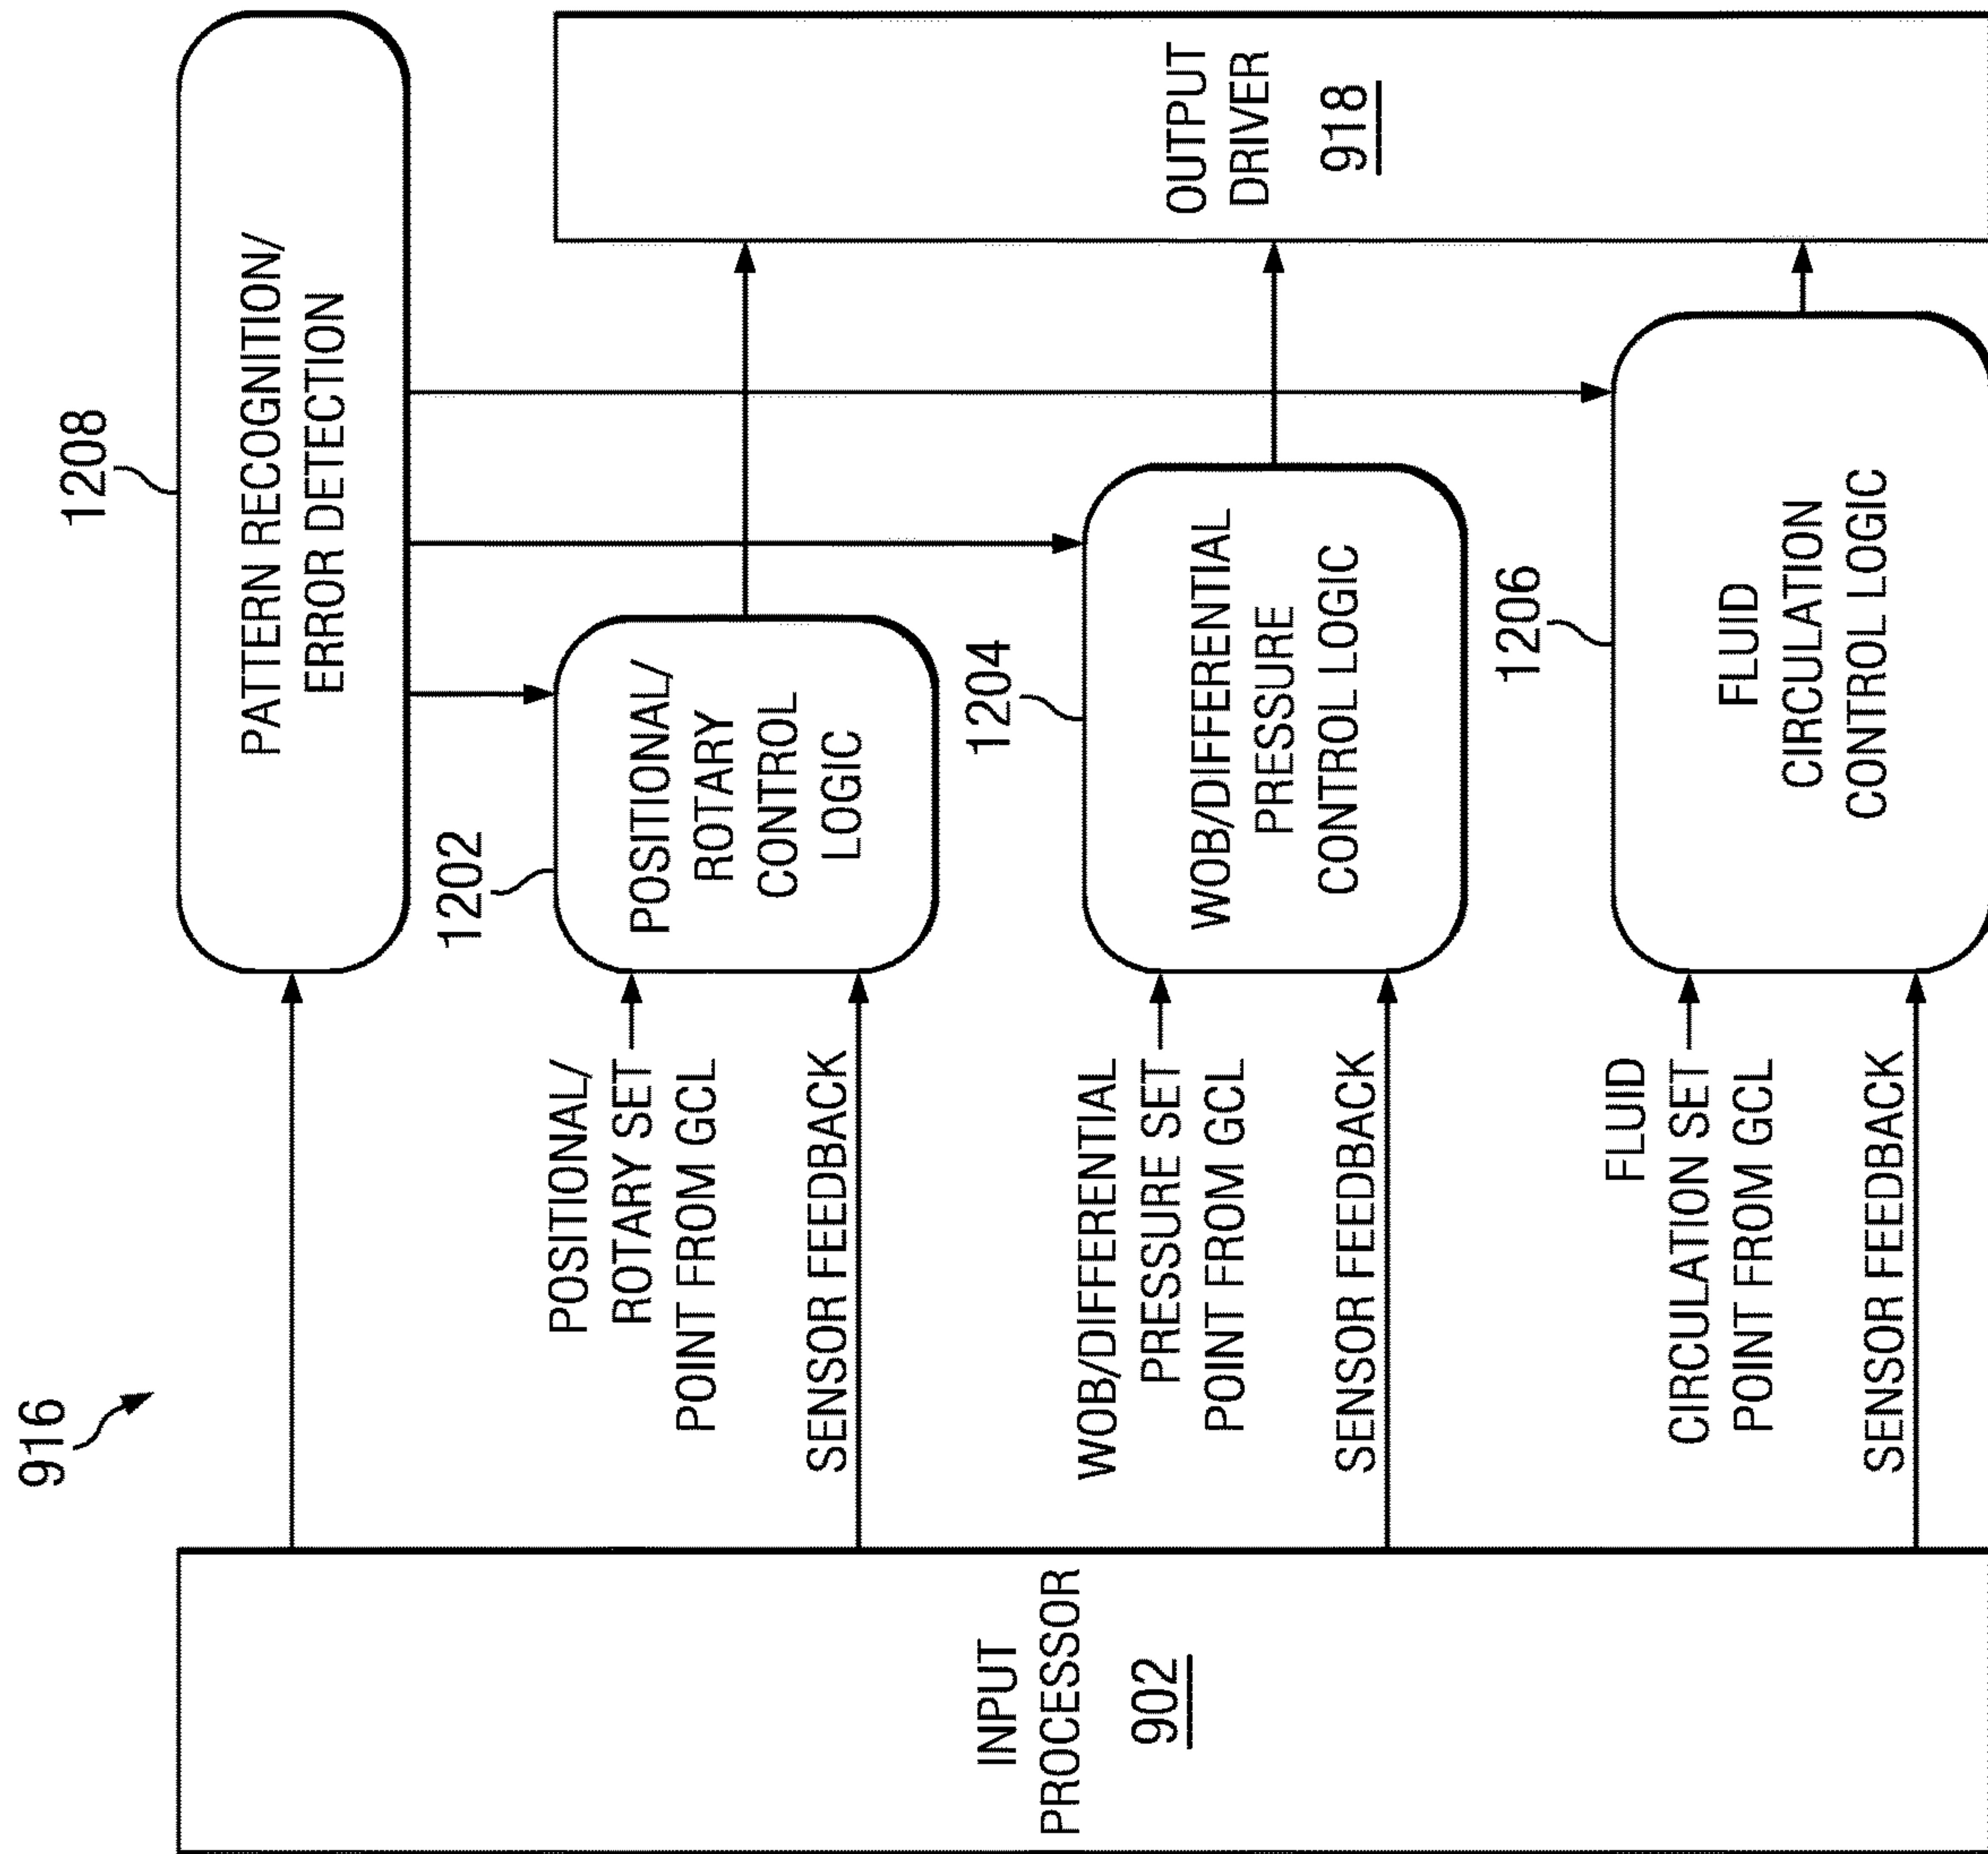 916
1208
PATTERN RECOGNITION/
ERROR DETECTION
INPUT
PROCESSOR
902
POSITIONAL/
ROTARY SET
POINT FROM GCL
SENSOR FEEDBACK
1202
POSITIONAL/
ROTARY
CONTROL
LOGIC
WOB/DIFFERENTIAL
PRESSURE SET
POINT FROM GCL
SENSOR FEEDBACK
1204
WOB/DIFFERENTIAL
PRESSURE
CONTROL LOGIC
FLUID
CIRCULATION SET
POINT FROM GCL
SENSOR FEEDBACK
1206
FLUID
CIRCULATION
CONTROL LOGIC
OUTPUT
DRIVER
918